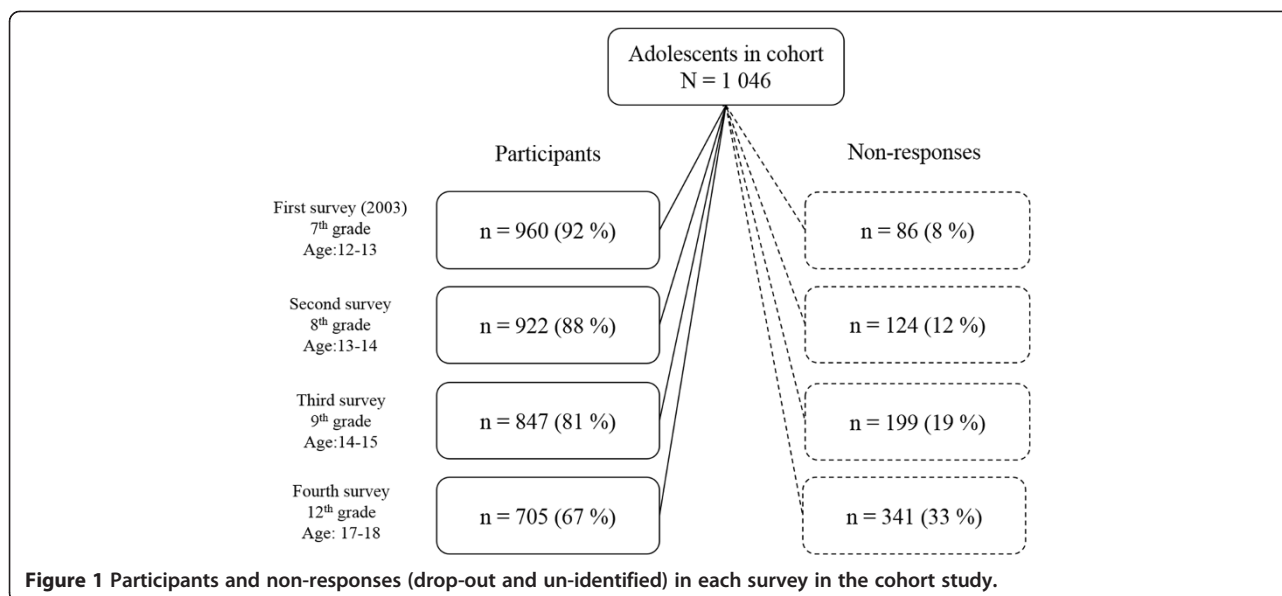 Adolescents in cohort
N = 1 046
Participants
Non-responses
First survey (2003)
7th grade
Age:12-13
n = 960 (92 %)
n = 86 (8 %)
Second survey
8th grade
Age:13-14
n = 922 (88 %)
n = 124 (12 %)
Third survey
9th grade
Age:14-15
n = 847 (81 %)
n = 199 (19 %)
Fourth survey
12th grade
Age: 17-18
n = 705 (67 %)
n = 341 (33 %)
Figure 1 Participants and non-responses (drop-out and un-identified) in each survey in the cohort study.